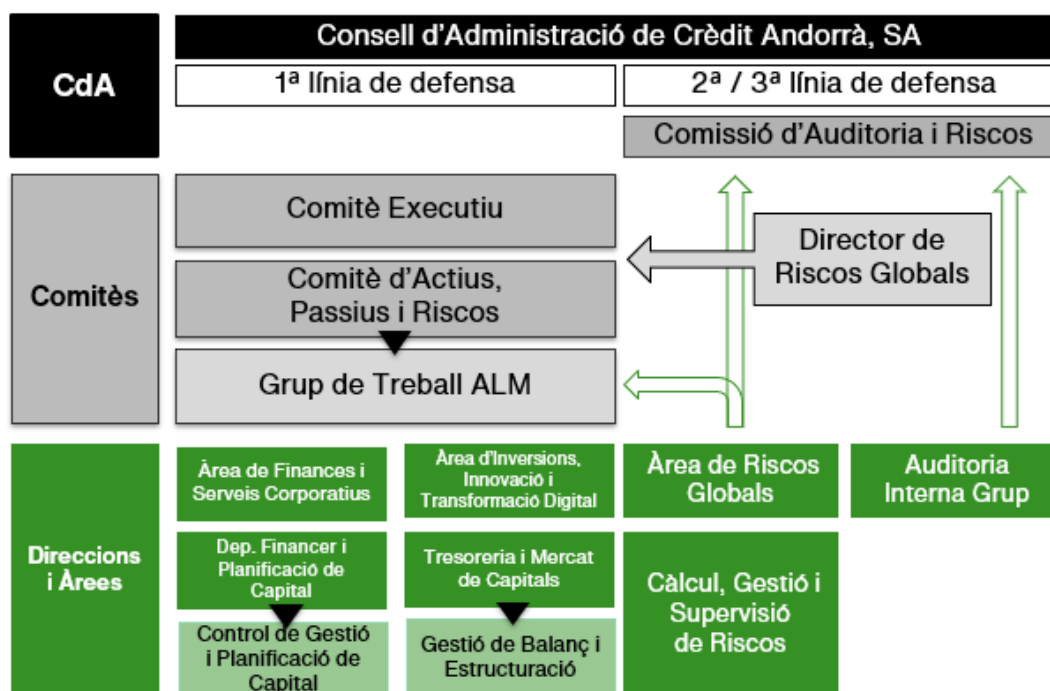 CdA
Consell d'Administració de Crèdit Andorrà, SA
1ª línia de defensa
2ª / 3ª línia de defensa
Comissió d'Auditoria i Riscos
Comitès
Comitè Executiu
Comitè d'Actius,
Passius i Riscos
Grup de Treball ALM
Director de
Riscos Globals
Direccions
i Àrees
Àrea de Finances i
Serveis Corporatius
Àrea d'Inversions,
Innovació i
Transformació Digital
Àrea de Riscos
Globals
Auditoria
Interna Grup
Dep. Financer i
Planificació de
Capital
Tresoreria i Mercat
de Capitals
Càlcul, Gestió i
Supervisió
de Riscos
Control de Gestió
i Planificació de
Capital
Gestió de Balanç i
Estructuració